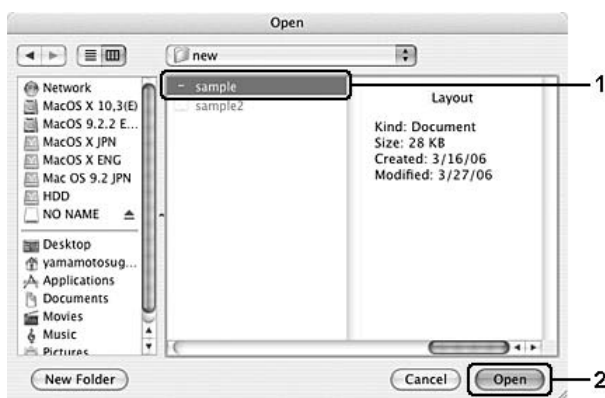 Open
new
Network
MacOS X 10,3(E)
MacOS 9.2.2 E...
MacOS X JPN
MacOS X ENG
Mac OS 9.2 JPN
HDD
NO NAME
Desktop
yamamotosug...
Applications
Documents
Movies
Music
Pictures
sample
sample2
1
Layout
Kind: Document
Size: 28 KB
Created: 3/16/06
Modified: 3/27/06
New Folder
Cancel
Open
2